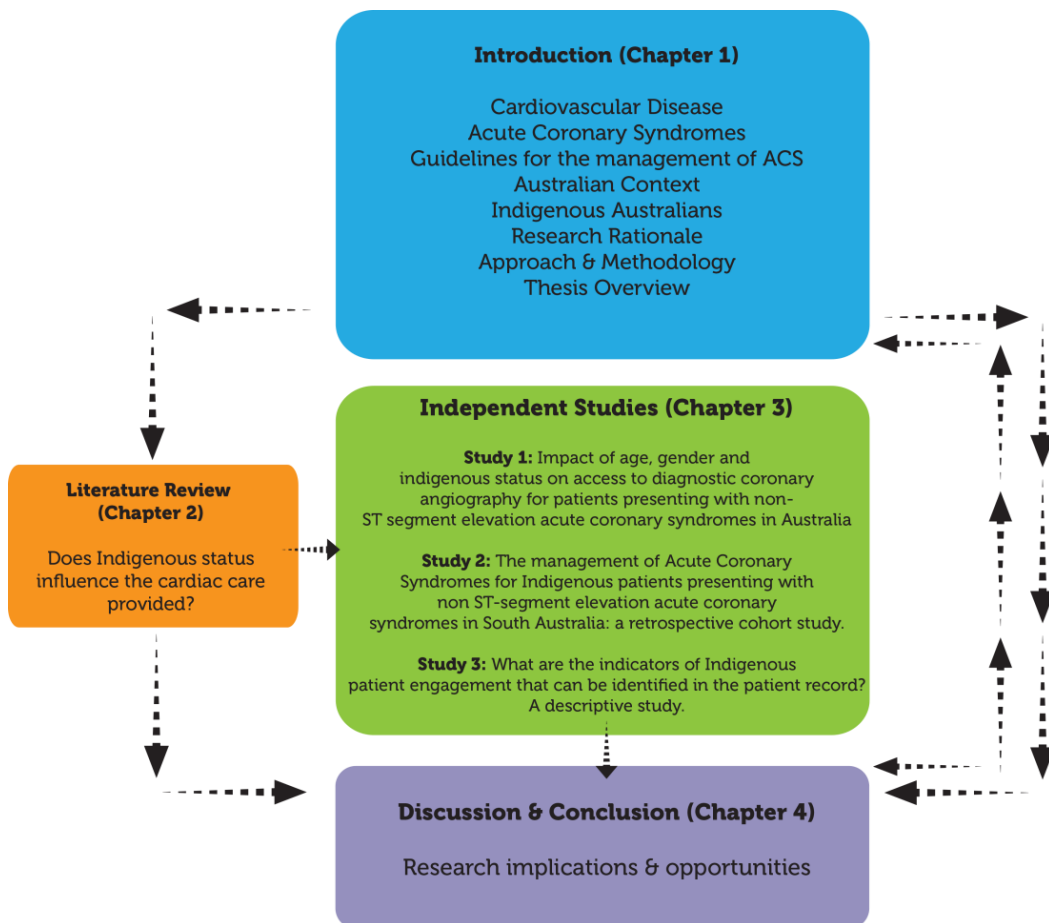 Introduction (Chapter 1)
Cardiovascular Disease
Acute Coronary Syndromes
Guidelines for the management of ACS
Australian Context
Indigenous Australians
Research Rationale
Approach & Methodology
Thesis Overview
Literature Review
(Chapter 2)
Does Indigenous status
influence the cardiac care
provided?
Independent Studies (Chapter 3)
Study 1: Impact of age, gender and
indigenous status on access to diagnostic coronary
angiography for patients presenting with non-
ST segment elevation acute coronary syndromes in Australia
Study 2: The management of Acute Coronary
Syndromes for Indigenous patients presenting with
non ST-segment elevation acute coronary
syndromes in South Australia: a retrospective cohort study.
Study 3: What are the indicators of Indigenous
patient engagement that can be identified in the patient record?
A descriptive study.
Discussion & Conclusion (Chapter 4)
Research implications & opportunities